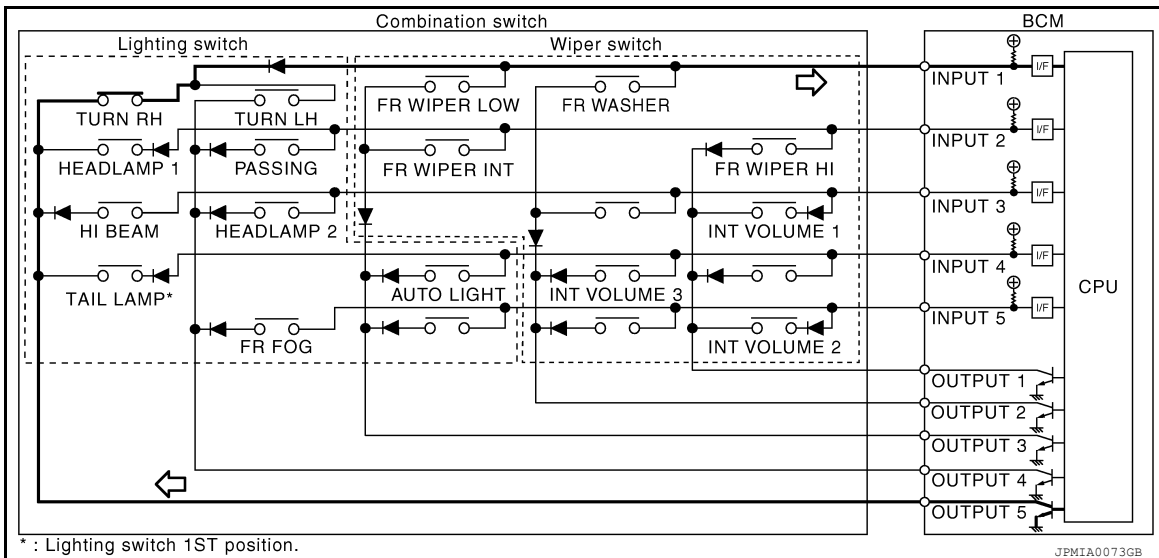 Combination switch
BCM
Lighting switch
Wiper switch
INPUT 1
I/F
TURN RH
TURN LH
FR WIPER LOW
FR WASHER
INPUT 2
I/F
HEADLAMP 1
PASSING
FR WIPER INT
FR WIPER HI
INPUT 3
I/F
HI BEAM
HEADLAMP 2
INT VOLUME 1
INPUT 4
I/F
CPU
TAIL LAMP*
AUTO LIGHT
INT VOLUME 3
INPUT 5
I/F
FR FOG
INT VOLUME 2
OUTPUT 1
OUTPUT 2
OUTPUT 3
OUTPUT 4
OUTPUT 5
* : Lighting switch 1ST position.
JPMIA0073GB